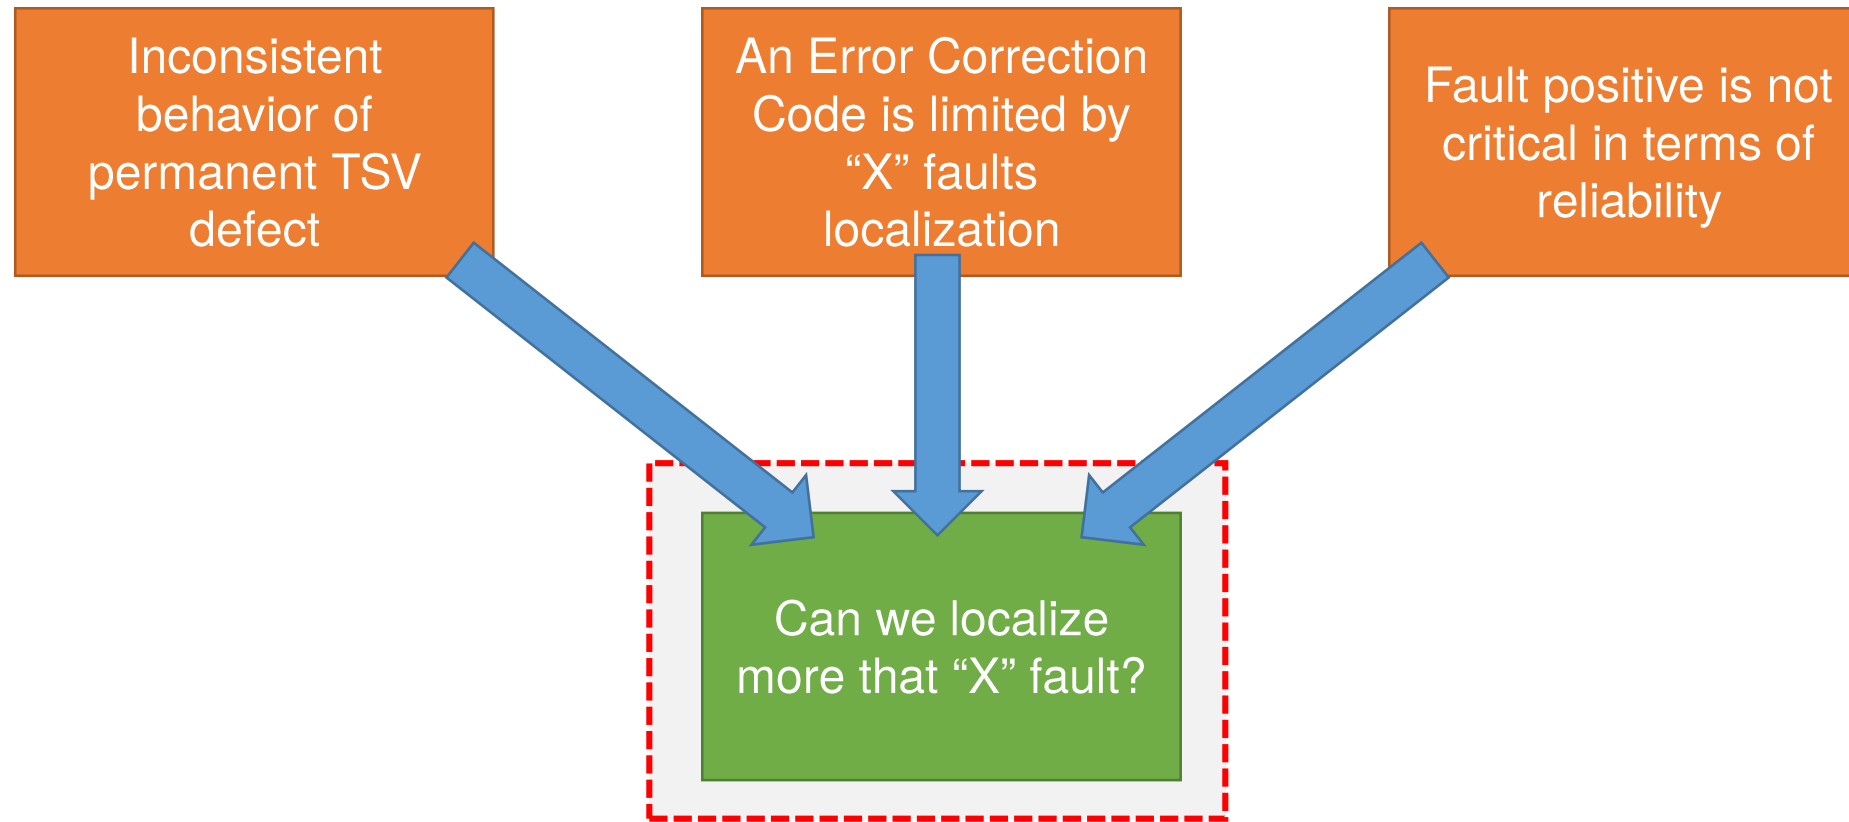 Inconsistent
behavior of
permanent TSV
defect
An Error Correction
Code is limited by
“X” faults
localization
Fault positive is not
critical in terms of
reliability
Can we localize
more that “X” fault?